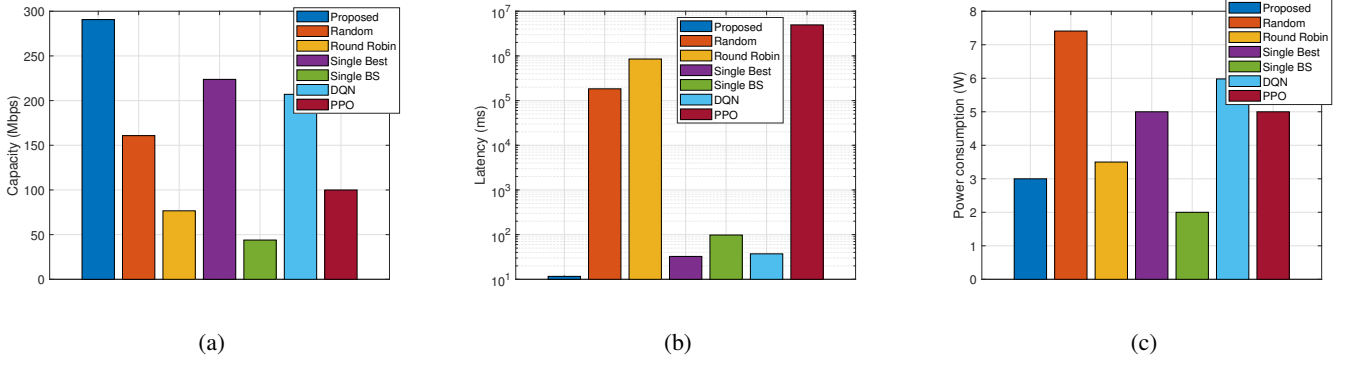 300
250
200
150
100
50
0
Capacity (Mbps)
Proposed
Random
Round Robin
Single Best
Single BS
DQN
PPO
(a)
10^7
10^6
10^5
10^4
10^3
10^2
10^1
Latency (ms)
Proposed
Random
Round Robin
Single Best
Single BS
DQN
PPO
(b)
8
7
6
5
4
3
2
1
0
Power consumption (W)
Proposed
Random
Round Robin
Single Best
Single BS
DQN
PPO
(c)